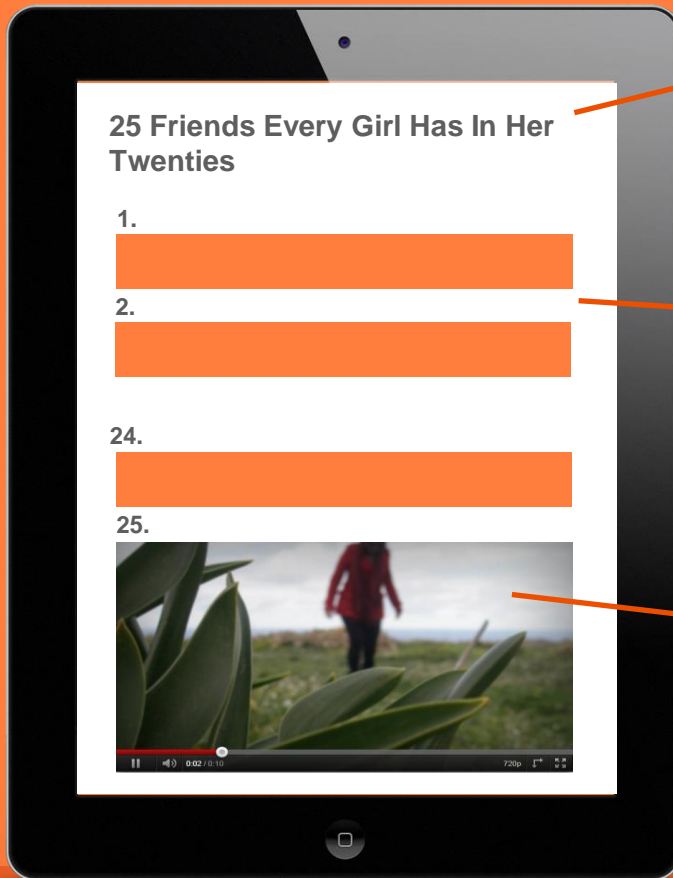 25 Friends Every Girl Has In Her
Twenties
1.
2.
24.
25.
0:02 / 0:10
720p